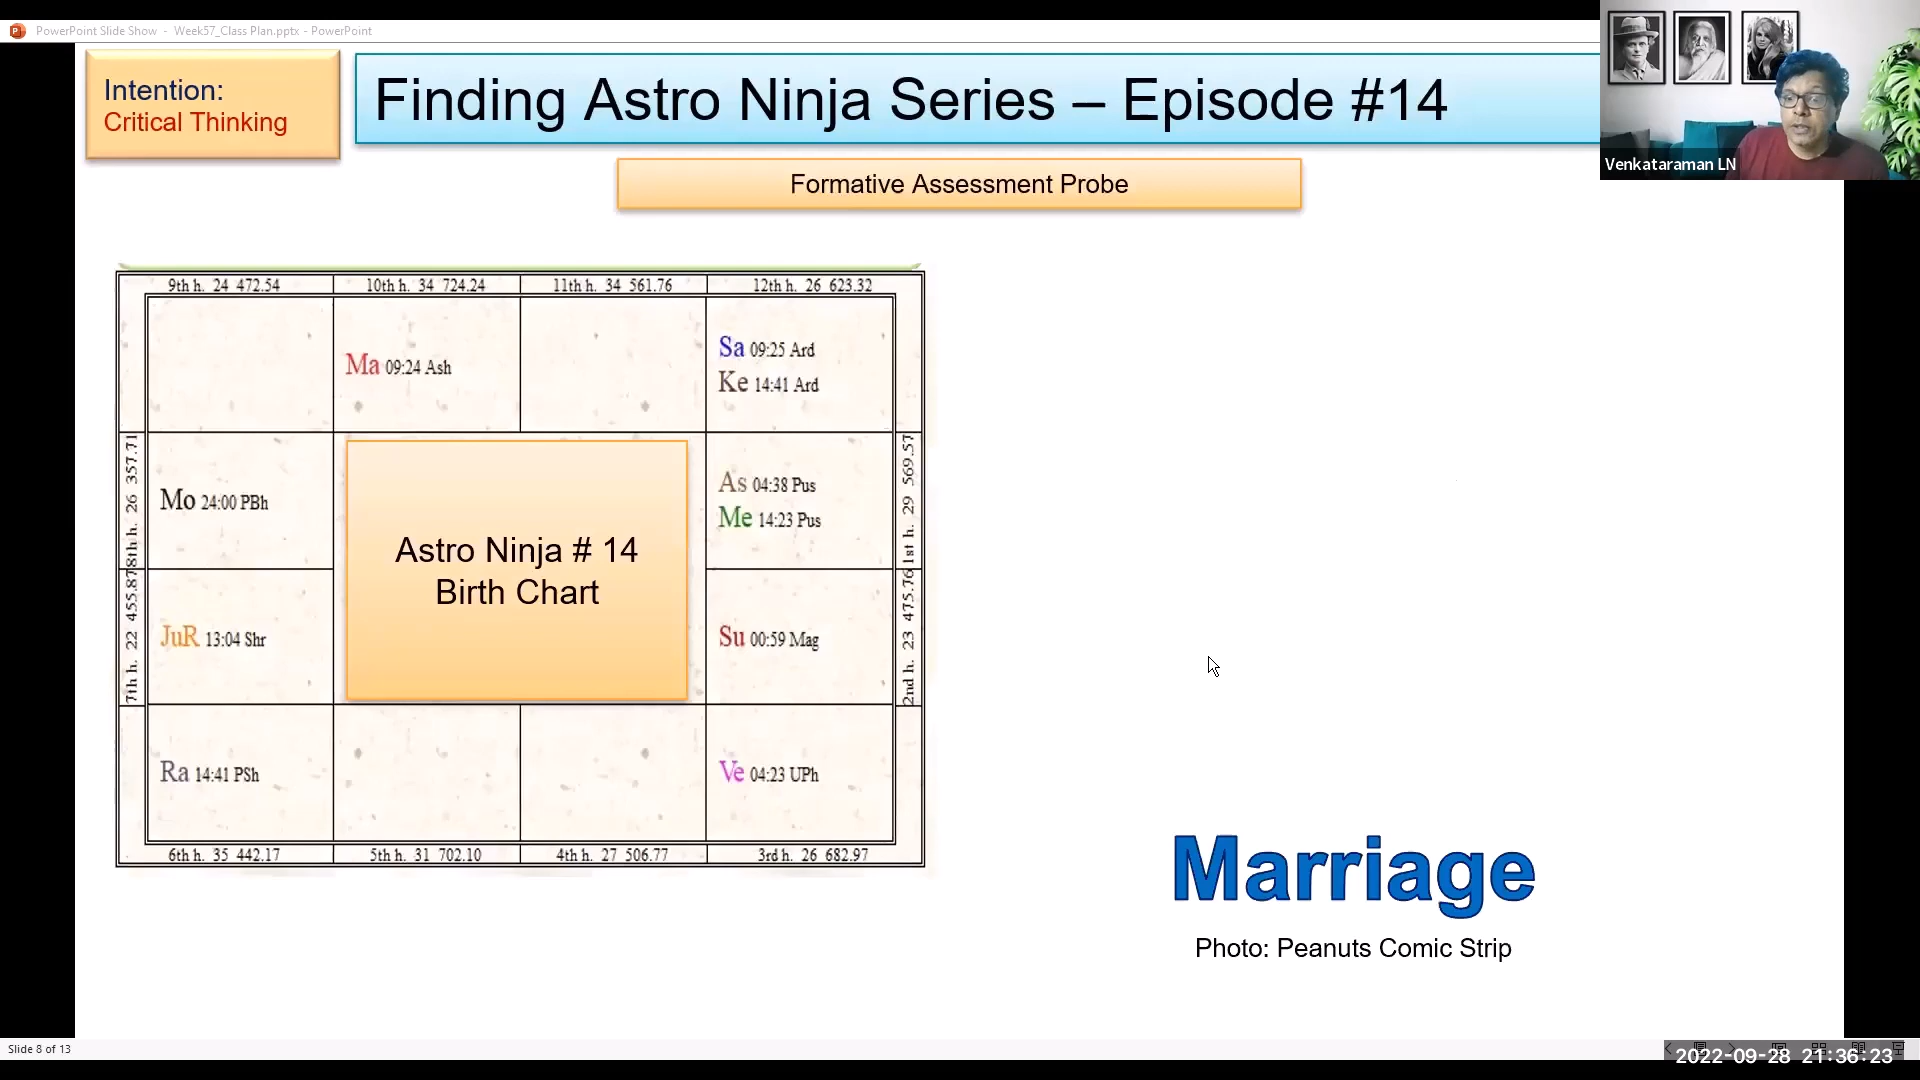 PowerPoint Slide Show - Week57_Class Plan.pptx - PowerPoint
Intention:
Critical Thinking
Finding Astro Ninja Series – Episode #14
Venkataraman LN
Formative Assessment Probe
9th h. 24 472.54
10th h. 34 724.24
11th h. 34 561.76
12th h. 26 623.32
Ma 09:24 Ash
Sa 09:25 Ard
Ke 14:41 Ard
8th h. 26 357.71
Mo 24:00 PBh
As 04:38 Pus
Me 14:23 Pus
1st h. 29 569.57
Astro Ninja # 14
Birth Chart
7th h. 22 455.87
JuR 13:04 Shr
Su 00:59 Mag
2nd h. 23 475.76
Ra 14:41 PSh
Ve 04:23 UPh
6th h. 35 442.17
5th h. 31 702.10
4th h. 27 506.77
3rd h. 26 682.97
Marriage
Photo: Peanuts Comic Strip
Slide 8 of 13
2022-09-28 21:36:23